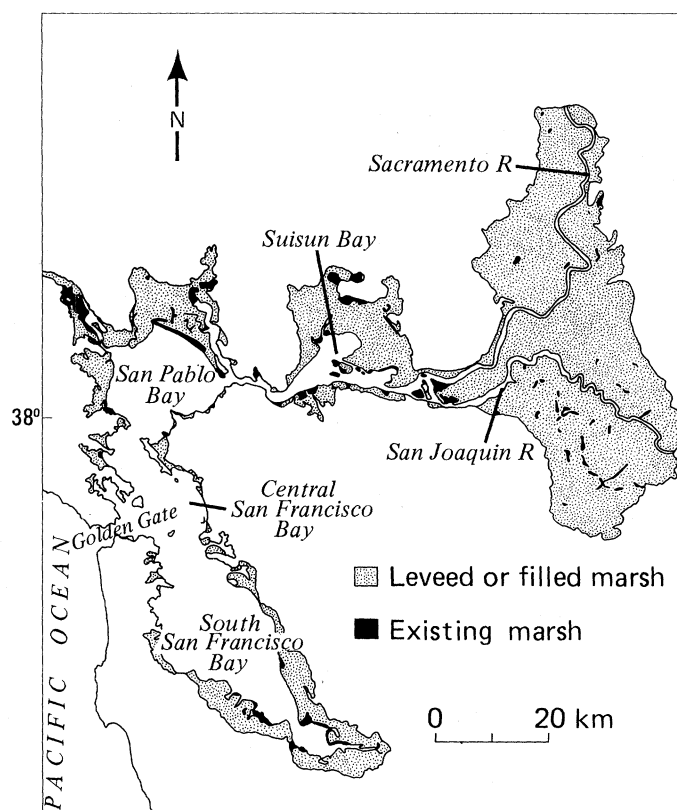 N
Sacramento R
Suisun Bay
San Pablo
Bay
38º
San Joaquin R
Central
San Francisco
Bay
Golden Gate
PACIFIC OCEAN
Leveed or filled marsh
Existing marsh
South
San Francisco
Bay
0 20 km